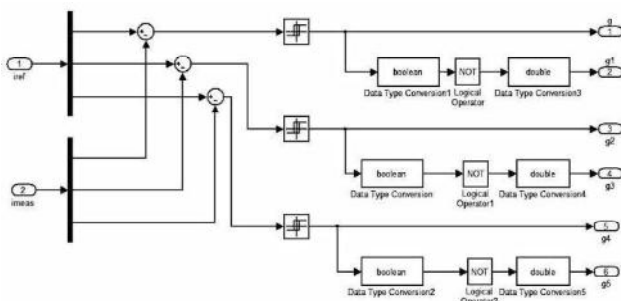 g
1
g1
1
iref
boolean
NOT
double
2
Data Type Conversion1
Logical
Operator
Data Type Conversion3
3
g2
2
imeas
boolean
NOT
double
4
g3
Data Type Conversion
Logical
Operator1
Data Type Conversion4
5
g4
boolean
NOT
double
6
g5
Data Type Conversion2
Logical
Data Type Conversion5